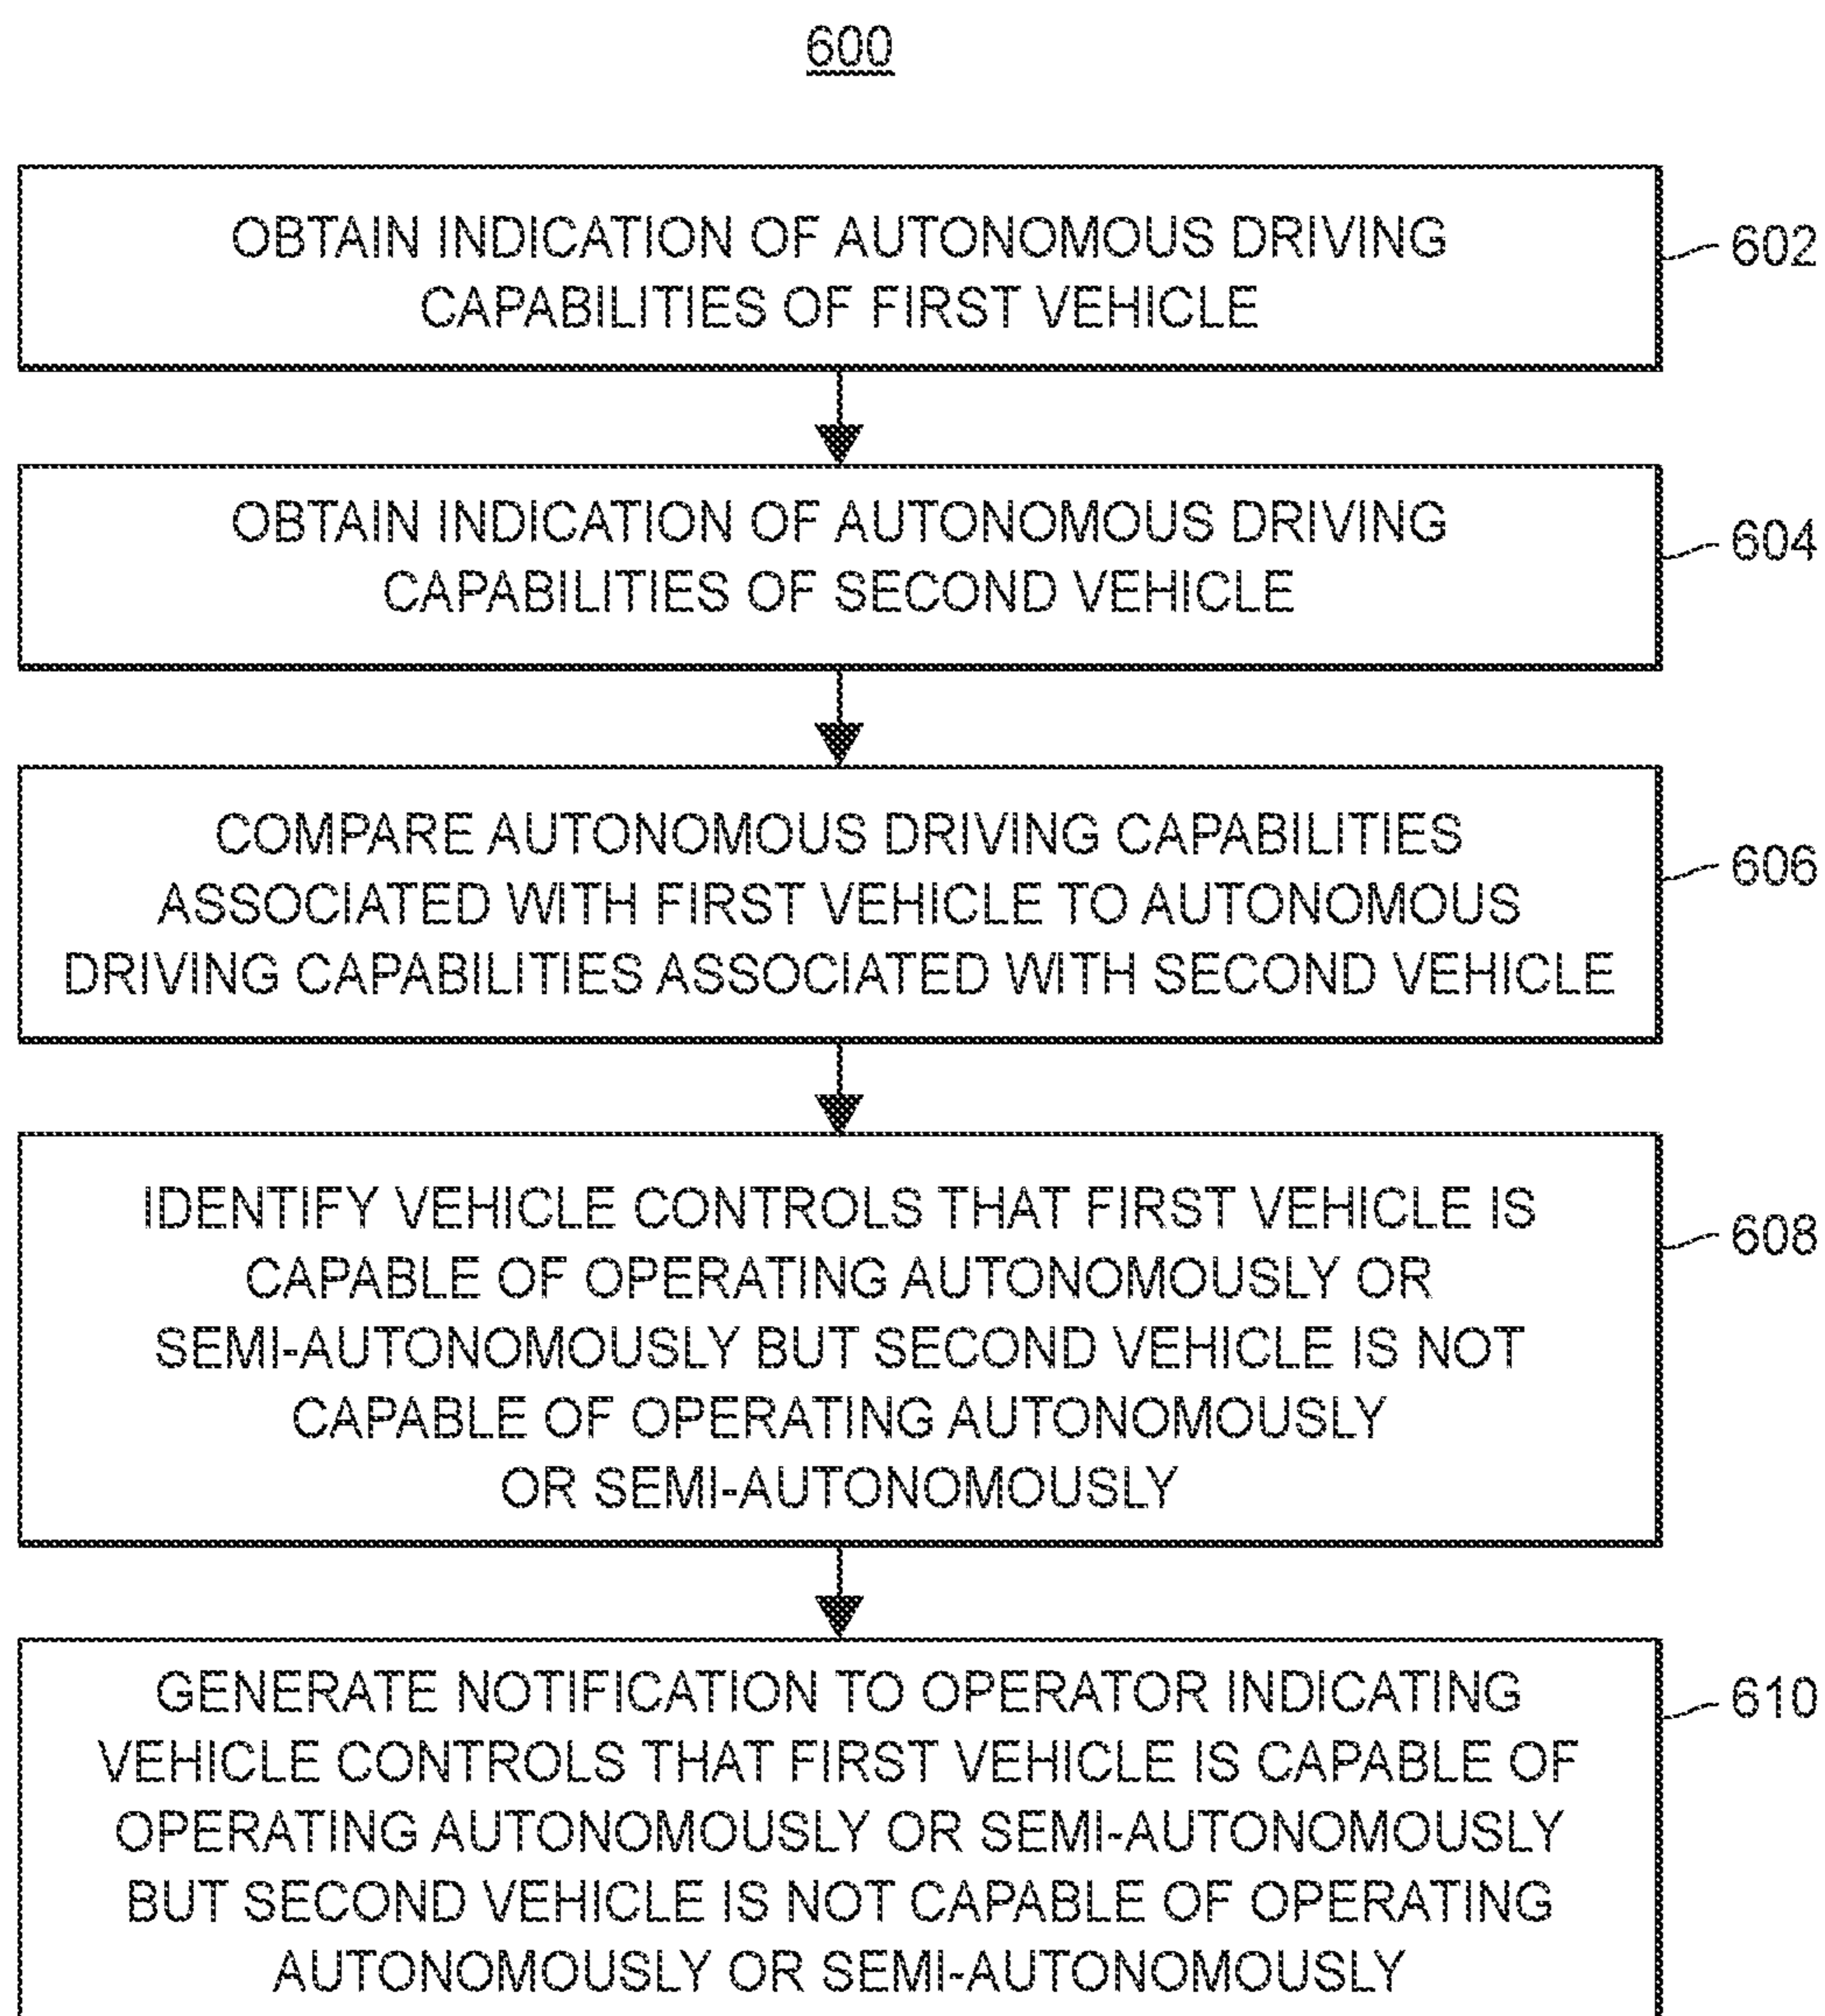 600
OBTAIN INDICATION OF AUTONOMOUS DRIVING
CAPABILITIES OF FIRST VEHICLE
602
OBTAIN INDICATION OF AUTONOMOUS DRIVING
CAPABILITIES OF SECOND VEHICLE
604
COMPARE AUTONOMOUS DRIVING CAPABILITIES
ASSOCIATED WITH FIRST VEHICLE TO AUTONOMOUS
DRIVING CAPABILITIES ASSOCIATED WITH SECOND VEHICLE
606
IDENTIFY VEHICLE CONTROLS THAT FIRST VEHICLE IS
CAPABLE OF OPERATING AUTONOMOUSLY OR
SEMI-AUTONOMOUSLY BUT SECOND VEHICLE IS NOT
CAPABLE OF OPERATING AUTONOMOUSLY
OR SEMI-AUTONOMOUSLY
608
GENERATE NOTIFICATION TO OPERATOR INDICATING
VEHICLE CONTROLS THAT FIRST VEHICLE IS CAPABLE OF
OPERATING AUTONOMOUSLY OR SEMI-AUTONOMOUSLY
BUT SECOND VEHICLE IS NOT CAPABLE OF OPERATING
AUTONOMOUSLY OR SEMI-AUTONOMOUSLY
610